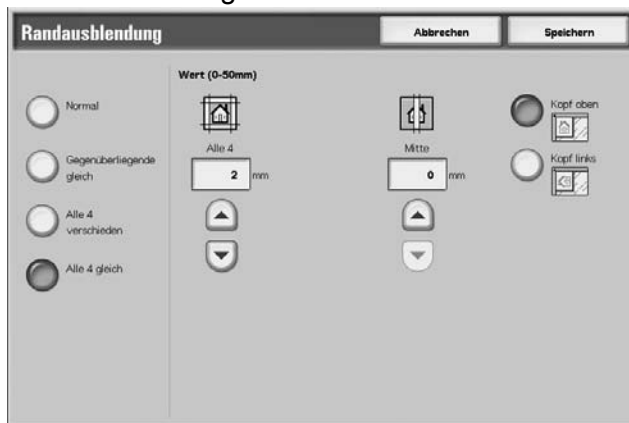 Randausblendung
Abbrechen
Speichern
Wert (0-50mm)
Normal
Gegenüberliegende
gleich
Alle 4
verschieden
Alle 4 gleich
Alle 4
2 mm
Mitte
0 mm
Kopf oben
Kopf links